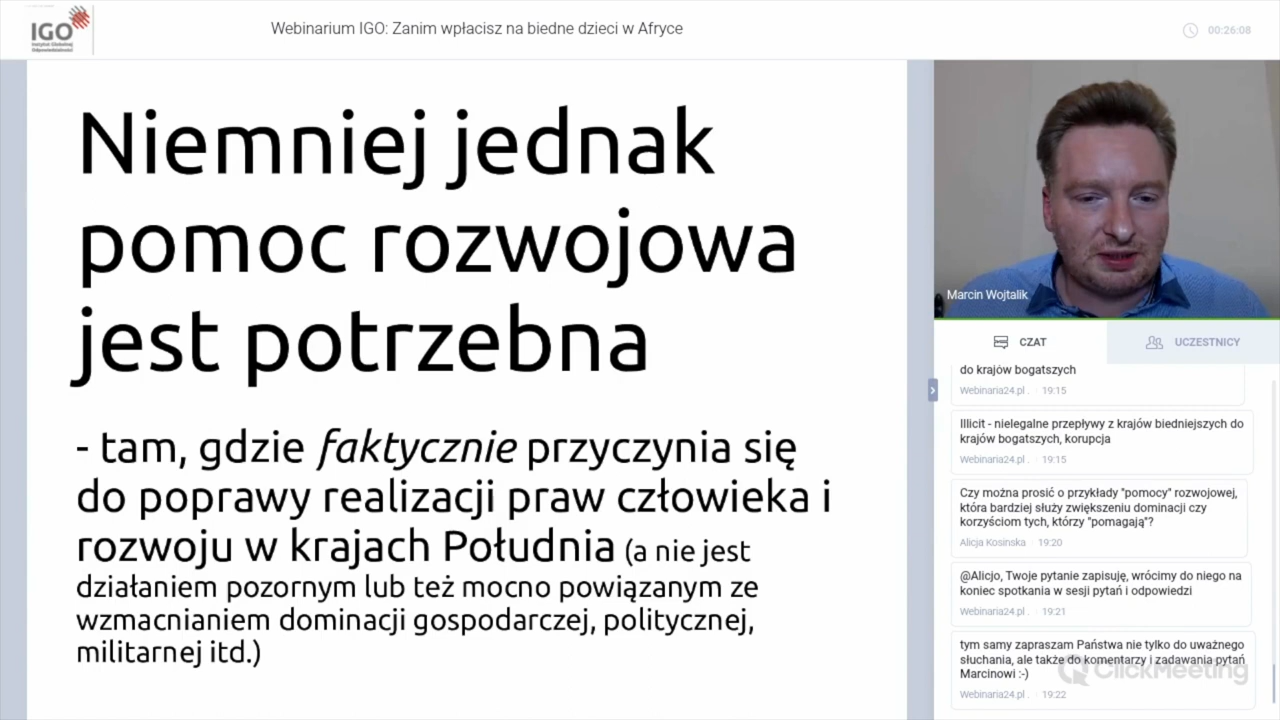 IGO
Instytut Globalnej
Odpowiedzialności
Webinarium IGO: Zanim wpłacisz na biedne dzieci w Afryce
00:26:08
Niemniej jednak
pomoc rozwojowa
jest potrzebna
- tam, gdzie faktycznie przyczynia się
do poprawy realizacji praw człowieka i
rozwoju w krajach Południa (a nie jest
działaniem pozornym lub też mocno powiązanym ze
wzmacnianiem dominacji gospodarczej, politycznej,
militarnej itd.)
Marcin Wojtalik
CZAT
UCZESTNICY
do krajów bogatszych
Webinaria24.pl . · 19:15
Illicit - nielegalne przepływy z krajów biedniejszych do
krajów bogatszych, korupcja
Webinaria24.pl . · 19:15
Czy można prosić o przykłady "pomocy" rozwojowej,
która bardziej służy zwiększeniu dominacji czy
korzyściom tych, którzy "pomagają"?
Alicja Kosinska · 19:20
@Alicjo, Twoje pytanie zapisuję, wrócimy do niego na
koniec spotkania w sesji pytań i odpowiedzi
Webinaria24.pl . · 19:21
tym samy zapraszam Państwa nie tylko do uważnego
słuchania, ale także do komentarzy i zadawania pytań
Marcinowi :-)
Webinaria24.pl . · 19:22
ClickMeeting